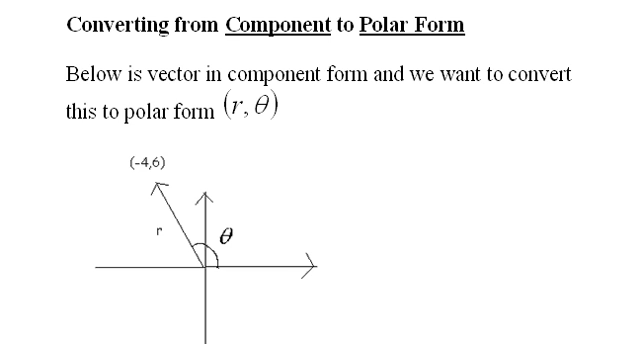 Converting from Component to Polar Form
Below is vector in component form and we want to convert
this to polar form (r, θ)
(-4,6)
r
θ